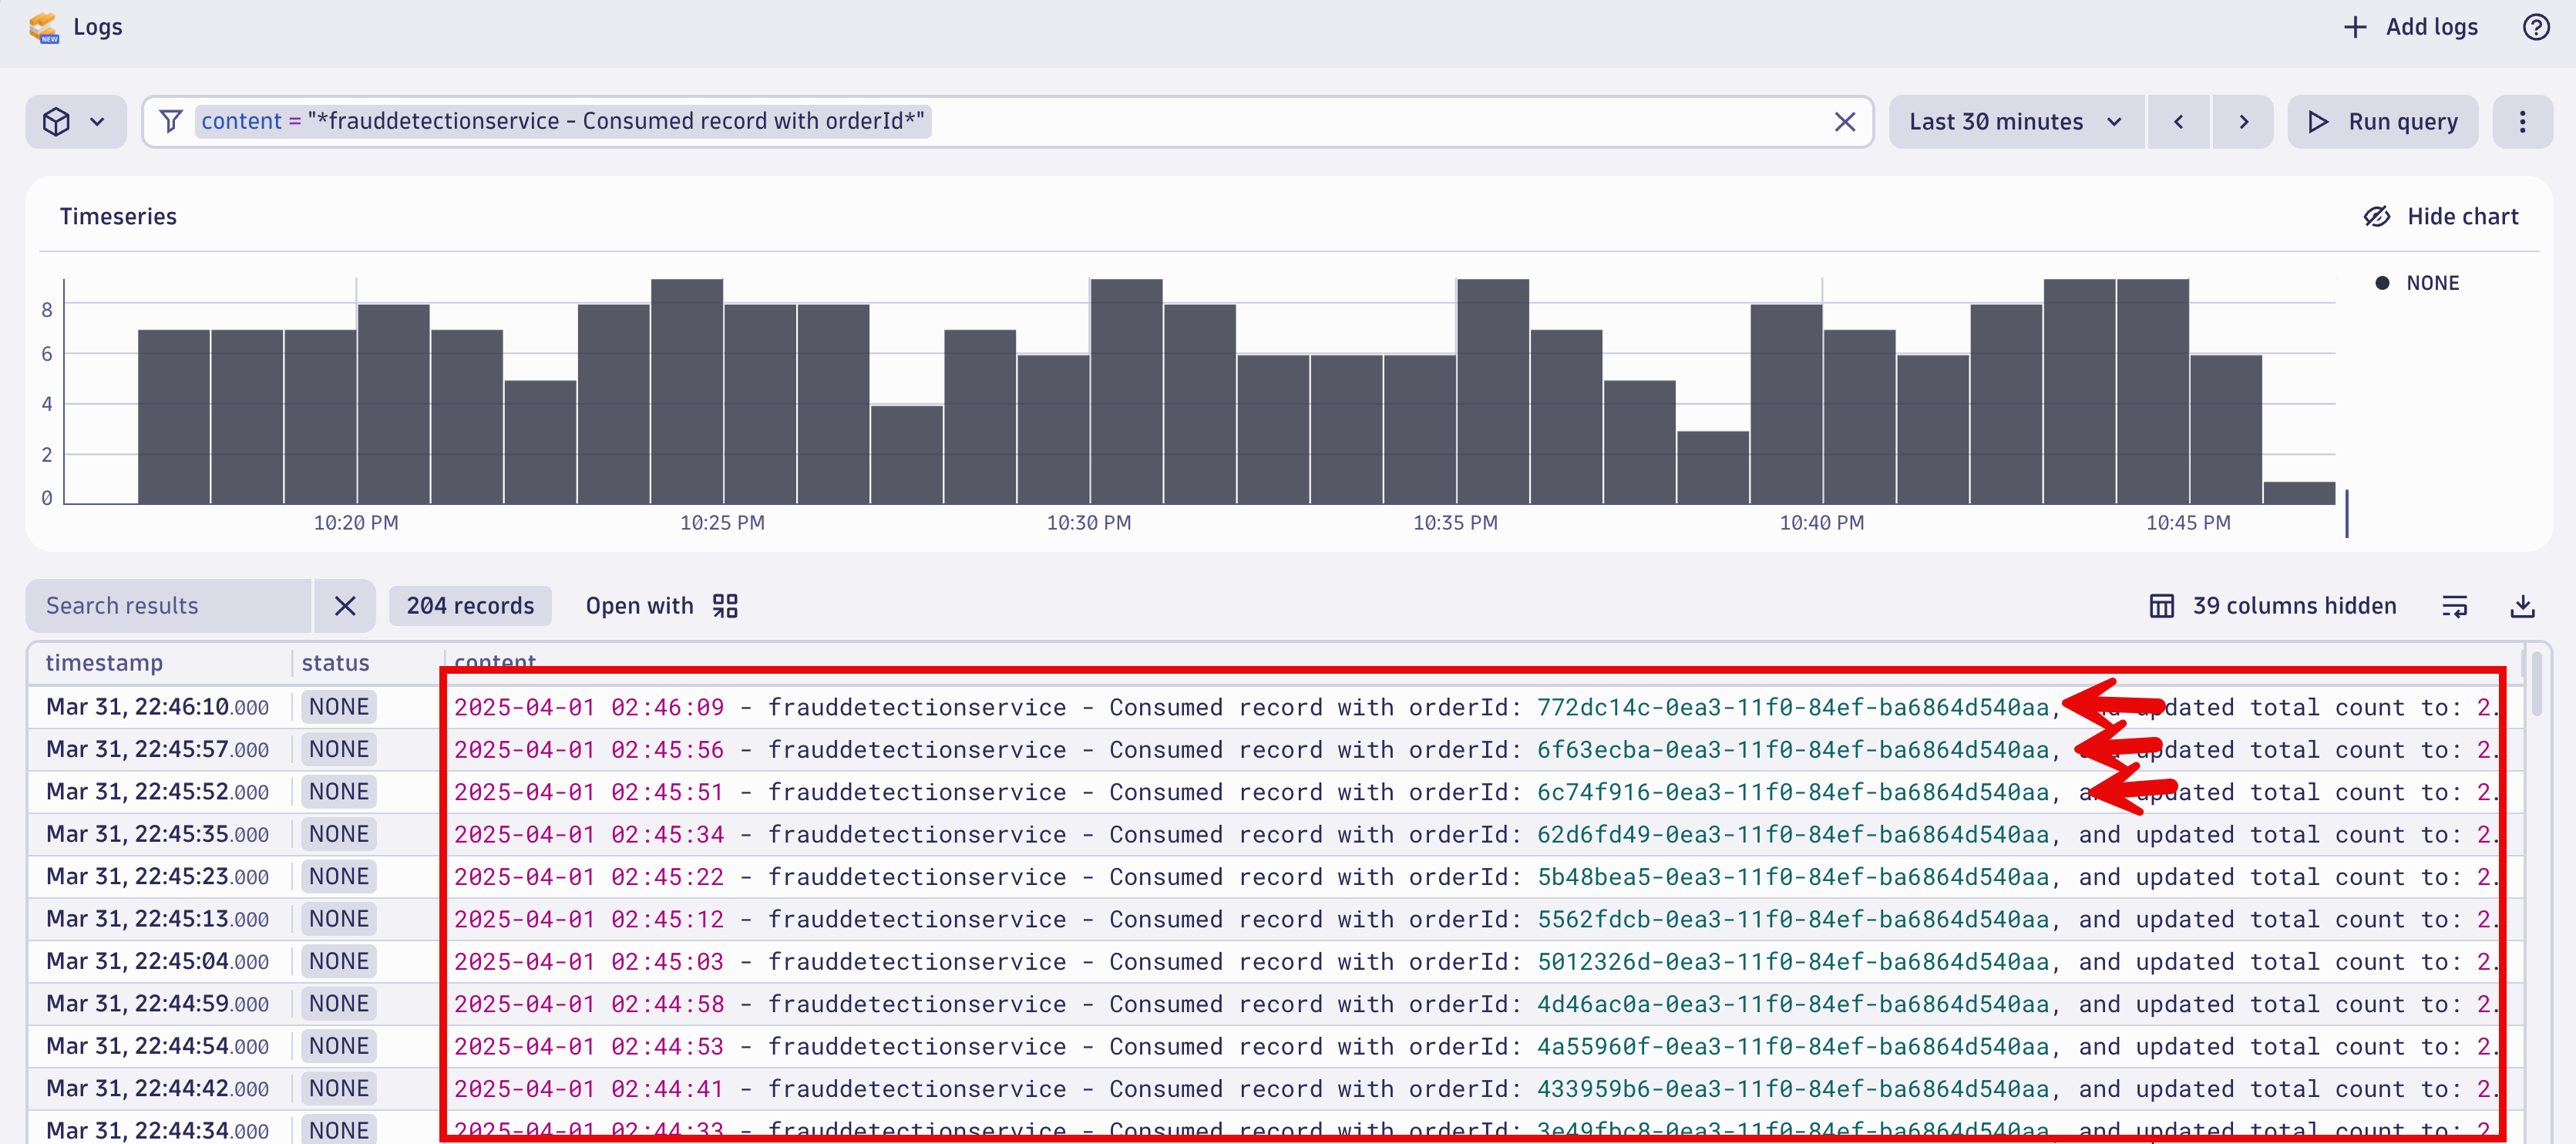 NEW Logs + Add logs
content = "*frauddetectionservice - Consumed record with orderId*" Last 30 minutes Run query
Timeseries Hide chart
NONE
8
6
4
2
0
10:20 PM 10:25 PM 10:30 PM 10:35 PM 10:40 PM 10:45 PM
Search results 204 records Open with 39 columns hidden
timestamp status content
Mar 31, 22:46:10.000 NONE 2025-04-01 02:46:09 - frauddetectionservice - Consumed record with orderId: 772dc14c-0ea3-11f0-84ef-ba6864d540aa, and updated total count to: 2.
Mar 31, 22:45:57.000 NONE 2025-04-01 02:45:56 - frauddetectionservice - Consumed record with orderId: 6f63ecba-0ea3-11f0-84ef-ba6864d540aa, and updated total count to: 2.
Mar 31, 22:45:52.000 NONE 2025-04-01 02:45:51 - frauddetectionservice - Consumed record with orderId: 6c74f916-0ea3-11f0-84ef-ba6864d540aa, and updated total count to: 2.
Mar 31, 22:45:35.000 NONE 2025-04-01 02:45:34 - frauddetectionservice - Consumed record with orderId: 62d6fd49-0ea3-11f0-84ef-ba6864d540aa, and updated total count to: 2.
Mar 31, 22:45:23.000 NONE 2025-04-01 02:45:22 - frauddetectionservice - Consumed record with orderId: 5b48bea5-0ea3-11f0-84ef-ba6864d540aa, and updated total count to: 2.
Mar 31, 22:45:13.000 NONE 2025-04-01 02:45:12 - frauddetectionservice - Consumed record with orderId: 5562fdcb-0ea3-11f0-84ef-ba6864d540aa, and updated total count to: 2.
Mar 31, 22:45:04.000 NONE 2025-04-01 02:45:03 - frauddetectionservice - Consumed record with orderId: 5012326d-0ea3-11f0-84ef-ba6864d540aa, and updated total count to: 2.
Mar 31, 22:44:59.000 NONE 2025-04-01 02:44:58 - frauddetectionservice - Consumed record with orderId: 4d46ac0a-0ea3-11f0-84ef-ba6864d540aa, and updated total count to: 2.
Mar 31, 22:44:54.000 NONE 2025-04-01 02:44:53 - frauddetectionservice - Consumed record with orderId: 4a55960f-0ea3-11f0-84ef-ba6864d540aa, and updated total count to: 2.
Mar 31, 22:44:42.000 NONE 2025-04-01 02:44:41 - frauddetectionservice - Consumed record with orderId: 433959b6-0ea3-11f0-84ef-ba6864d540aa, and updated total count to: 2.
Mar 31, 22:44:34.000 NONE 2025-04-01 02:44:33 - frauddetectionservice - Consumed record with orderId: 3e49fbc8-0ea3-11f0-84ef-ba6864d540aa, and updated total count to: 2.